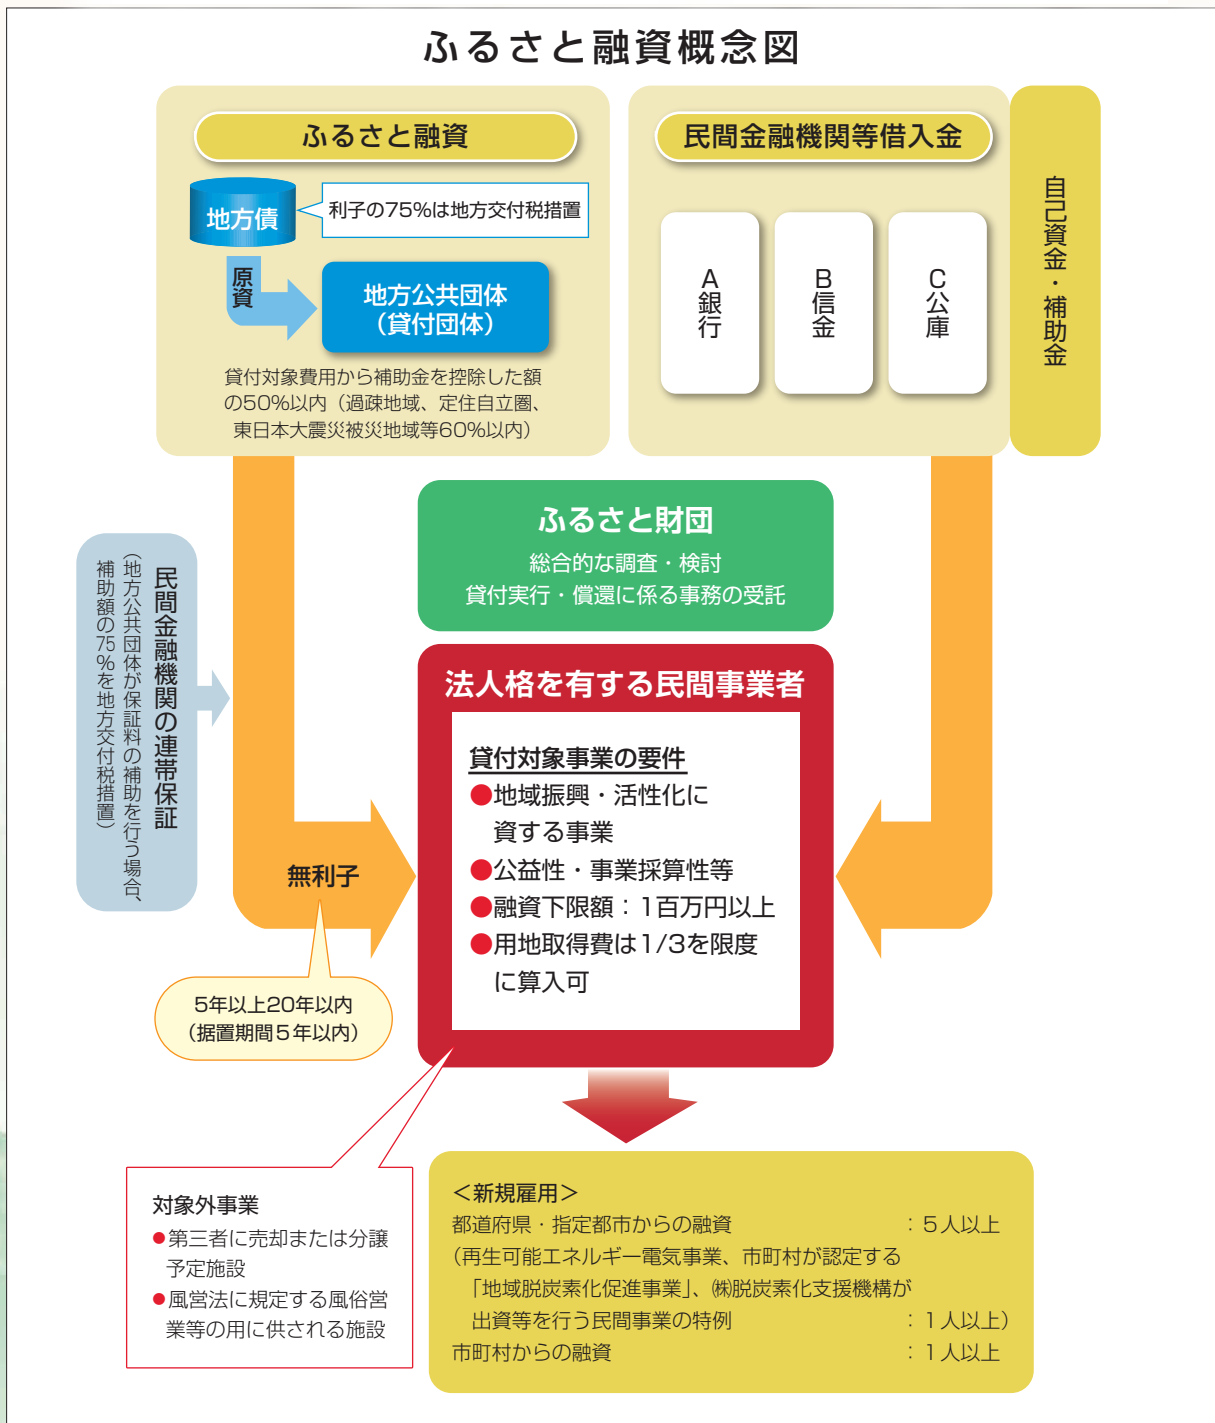 ふるさと融資概念図
ふるさと融資
地方債
利子の75%は地方交付税措置
原資
地方公共団体
（貸付団体）
貸付対象費用から補助金を控除した額
の50%以内（過疎地域、定住自立圏、
東日本大震災被災地域等60%以内）
民間金融機関等借入金
A銀行
B信金
C公庫
自己資金・補助金
ふるさと財団
総合的な調査・検討
貸付実行・償還に係る事務の受託
民間金融機関の連帯保証
（地方公共団体が保証料の補助を行う場合、
補助額の75%を地方交付税措置）
無利子
5年以上20年以内
（据置期間５年以内）
法人格を有する民間事業者
貸付対象事業の要件
●地域振興・活性化に
資する事業
●公益性・事業採算性等
●融資下限額：1百万円以上
●用地取得費は1/3を限度
に算入可
対象外事業
●第三者に売却または分譲
予定施設
●風営法に規定する風俗営
業等の用に供される施設
＜新規雇用＞
都道府県・指定都市からの融資　：５人以上
（再生可能エネルギー電気事業、市町村が認定する
「地域脱炭素化促進事業」、㈱脱炭素化支援機構が
出資等を行う民間事業の特例　：１人以上）
市町村からの融資　：１人以上